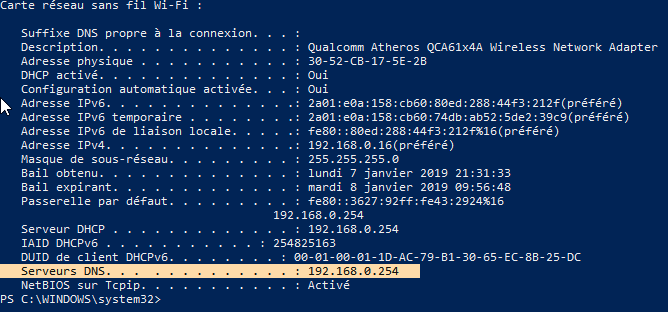 Carte réseau sans fil Wi-Fi :
Suffixe DNS propre à la connexion. . . :
Description. . . . . . . . . . . . . . : Qualcomm Atheros QCA61x4A Wireless Network Adapter
Adresse physique . . . . . . . . . . . : 30-52-CB-17-5E-2B
DHCP activé. . . . . . . . . . . . . . : Oui
Configuration automatique activée. . . : Oui
Adresse IPv6. . . . . . . . . . . . . .: 2a01:e0a:158:cb60:80ed:288:44f3:212f(préféré)
Adresse IPv6 temporaire . . . . . . . .: 2a01:e0a:158:cb60:74db:ab52:5de2:39c9(préféré)
Adresse IPv6 de liaison locale. . . . .: fe80::80ed:288:44f3:212f%16(préféré)
Adresse IPv4. . . . . . . . . . . . . .: 192.168.0.16(préféré)
Masque de sous-réseau. . . . . . . . . : 255.255.255.0
Bail obtenu. . . . . . . . . . . . . . : lundi 7 janvier 2019 21:31:33
Bail expirant. . . . . . . . . . . . . : mardi 8 janvier 2019 09:56:48
Passerelle par défaut. . . . . . . . . : fe80::3627:92ff:fe43:2924%16
192.168.0.254
Serveur DHCP . . . . . . . . . . . . . : 192.168.0.254
IAID DHCPv6 . . . . . . . . . . . : 254825163
DUID de client DHCPv6. . . . . . . . : 00-01-00-01-1D-AC-79-B1-30-65-EC-8B-25-DC
Serveurs DNS. . . . . . . . . . . . . : 192.168.0.254
NetBIOS sur Tcpip. . . . . . . . . . . : Activé
PS C:\WINDOWS\system32>